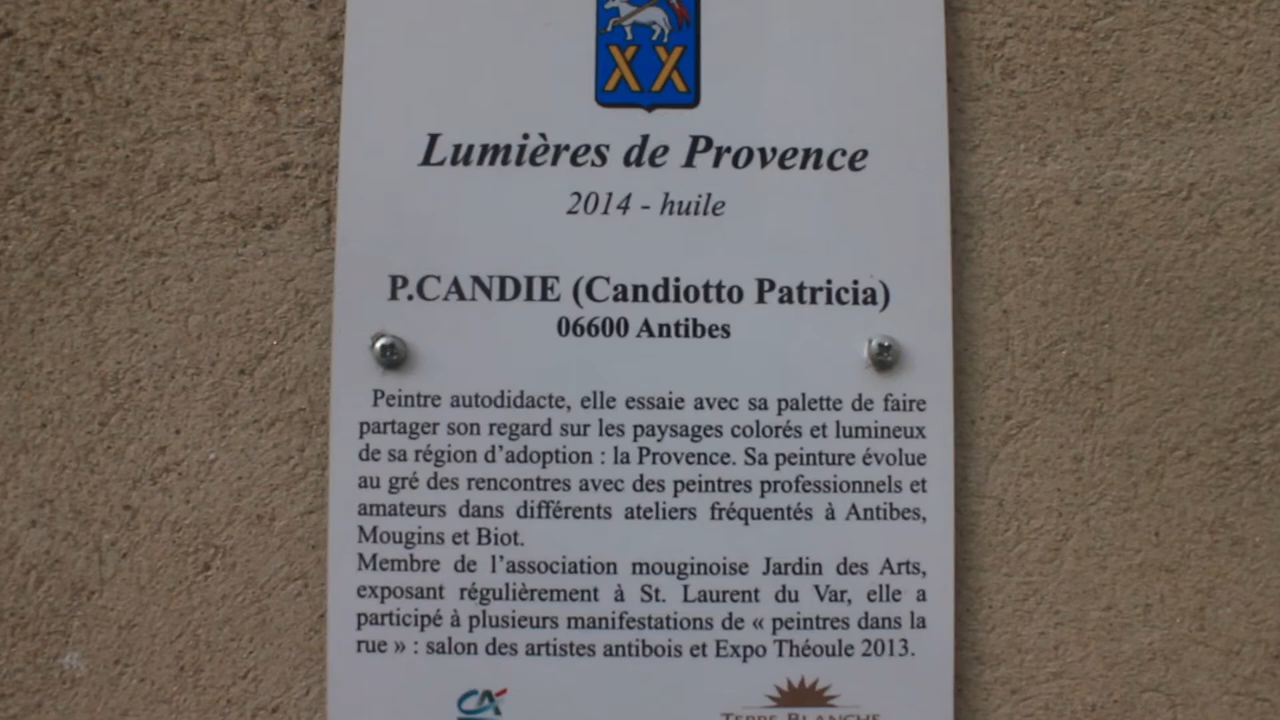 XX
Lumières de Provence
2014 - huile
P.CANDIE (Candiotto Patricia)
06600 Antibes
Peintre autodidacte, elle essaie avec sa palette de faire
partager son regard sur les paysages colorés et lumineux
de sa région d’adoption : la Provence. Sa peinture évolue
au gré des rencontres avec des peintres professionnels et
amateurs dans différents ateliers fréquentés à Antibes,
Mougins et Biot.
Membre de l’association mouginoise Jardin des Arts,
exposant régulièrement à St. Laurent du Var, elle a
participé à plusieurs manifestations de « peintres dans la
rue » : salon des artistes antibois et Expo Théoule 2013.
CA
TERRE BLANCHE